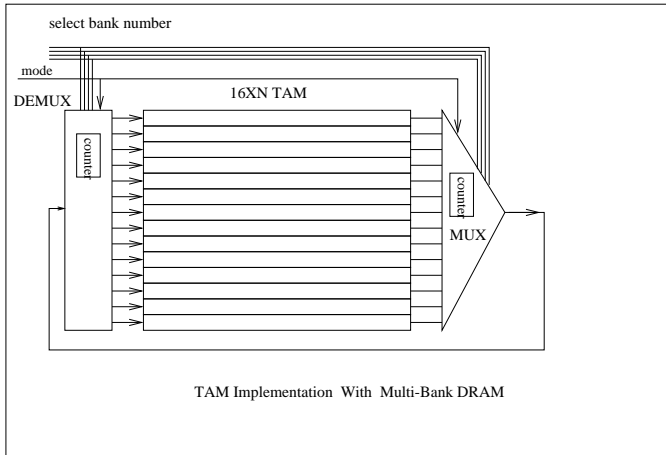 select bank number
mode
DEMUX
16XN TAM
counter
counter
MUX
TAM Implementation With Multi-Bank DRAM